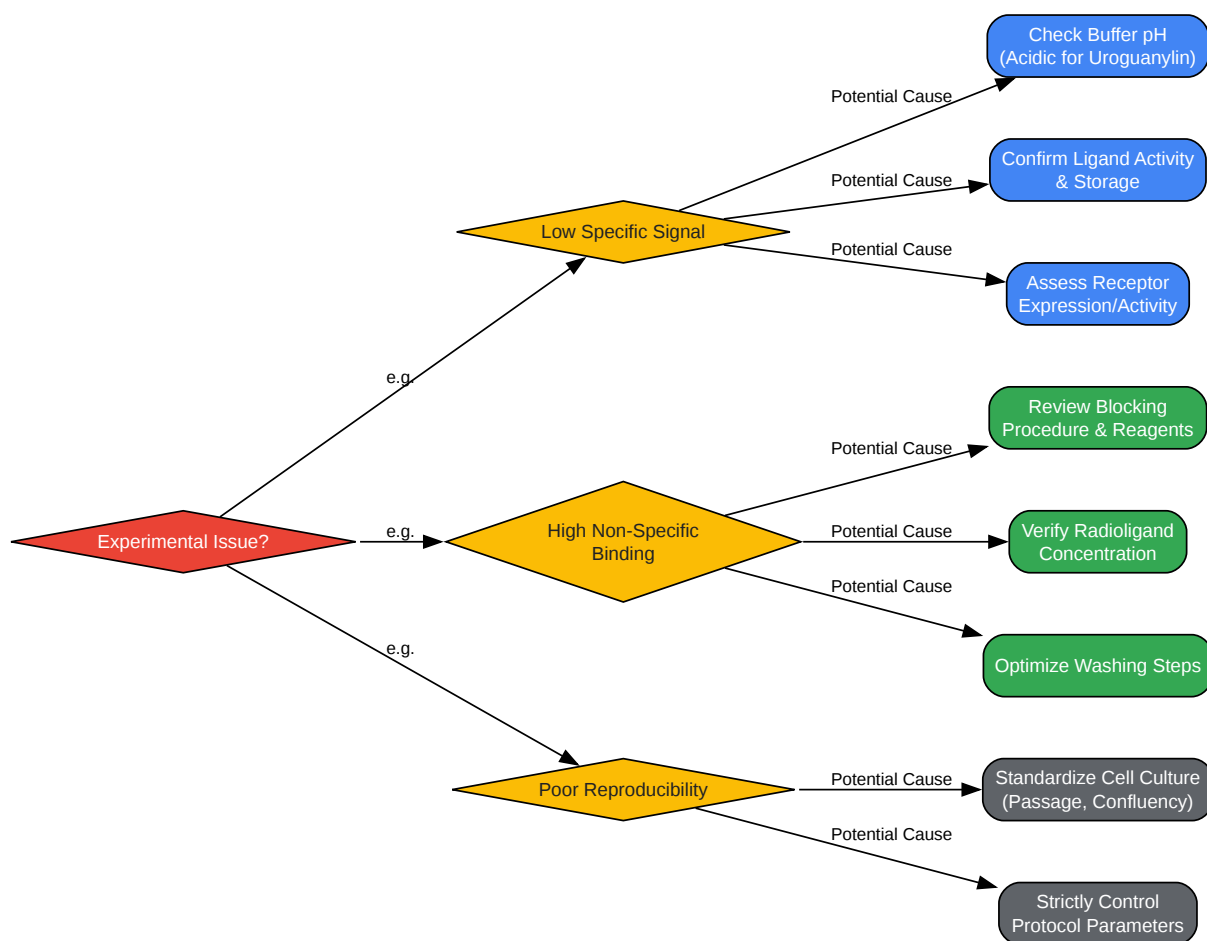 Check Buffer pH
(Acidic for Uroguanylin)
Potential Cause
Confirm Ligand Activity
& Storage
Potential Cause
Low Specific Signal
Potential Cause
Assess Receptor
Expression/Activity
e.g.
Review Blocking
Procedure & Reagents
Potential Cause
Experimental Issue?
e.g.
High Non-Specific
Binding
Potential Cause
Verify Radioligand
Concentration
Potential Cause
Optimize Washing Steps
e.g.
Poor Reproducibility
Potential Cause
Standardize Cell Culture
(Passage, Confluency)
Potential Cause
Strictly Control
Protocol Parameters